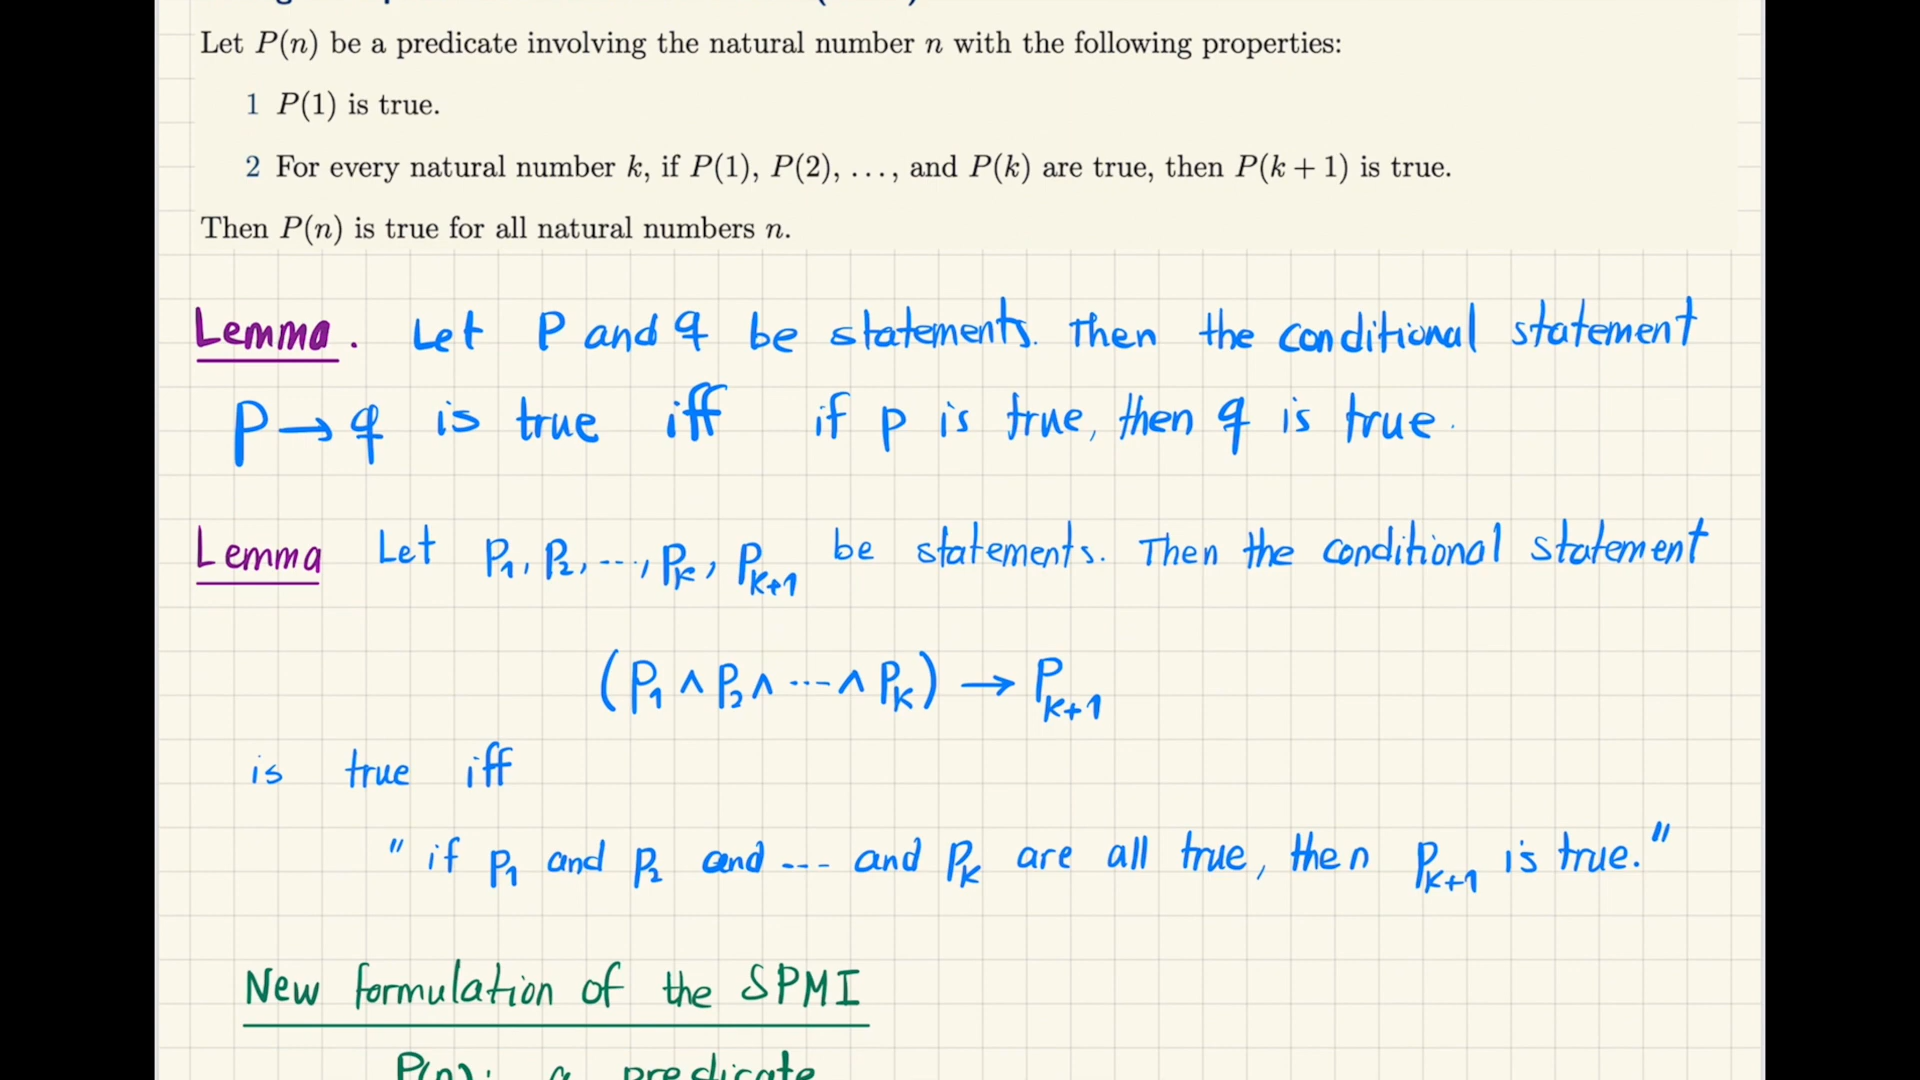 Let P(n) be a predicate involving the natural number n with the following properties:
1 P(1) is true.
2 For every natural number k, if P(1), P(2), ..., and P(k) are true, then P(k + 1) is true.
Then P(n) is true for all natural numbers n.
Lemma. Let P and q be statements. Then the conditional statement
P → q is true iff if p is true, then q is true.
Lemma Let P₁, P₂, ..., Pₖ, Pₖ₊₁ be statements. Then the conditional statement
(P₁ ∧ P₂ ∧ ... ∧ Pₖ) → Pₖ₊₁
is true iff
"if P₁ and P₂ and --- and Pₖ are all true, then Pₖ₊₁ is true."
New formulation of the SPMI
P(n): a predicate